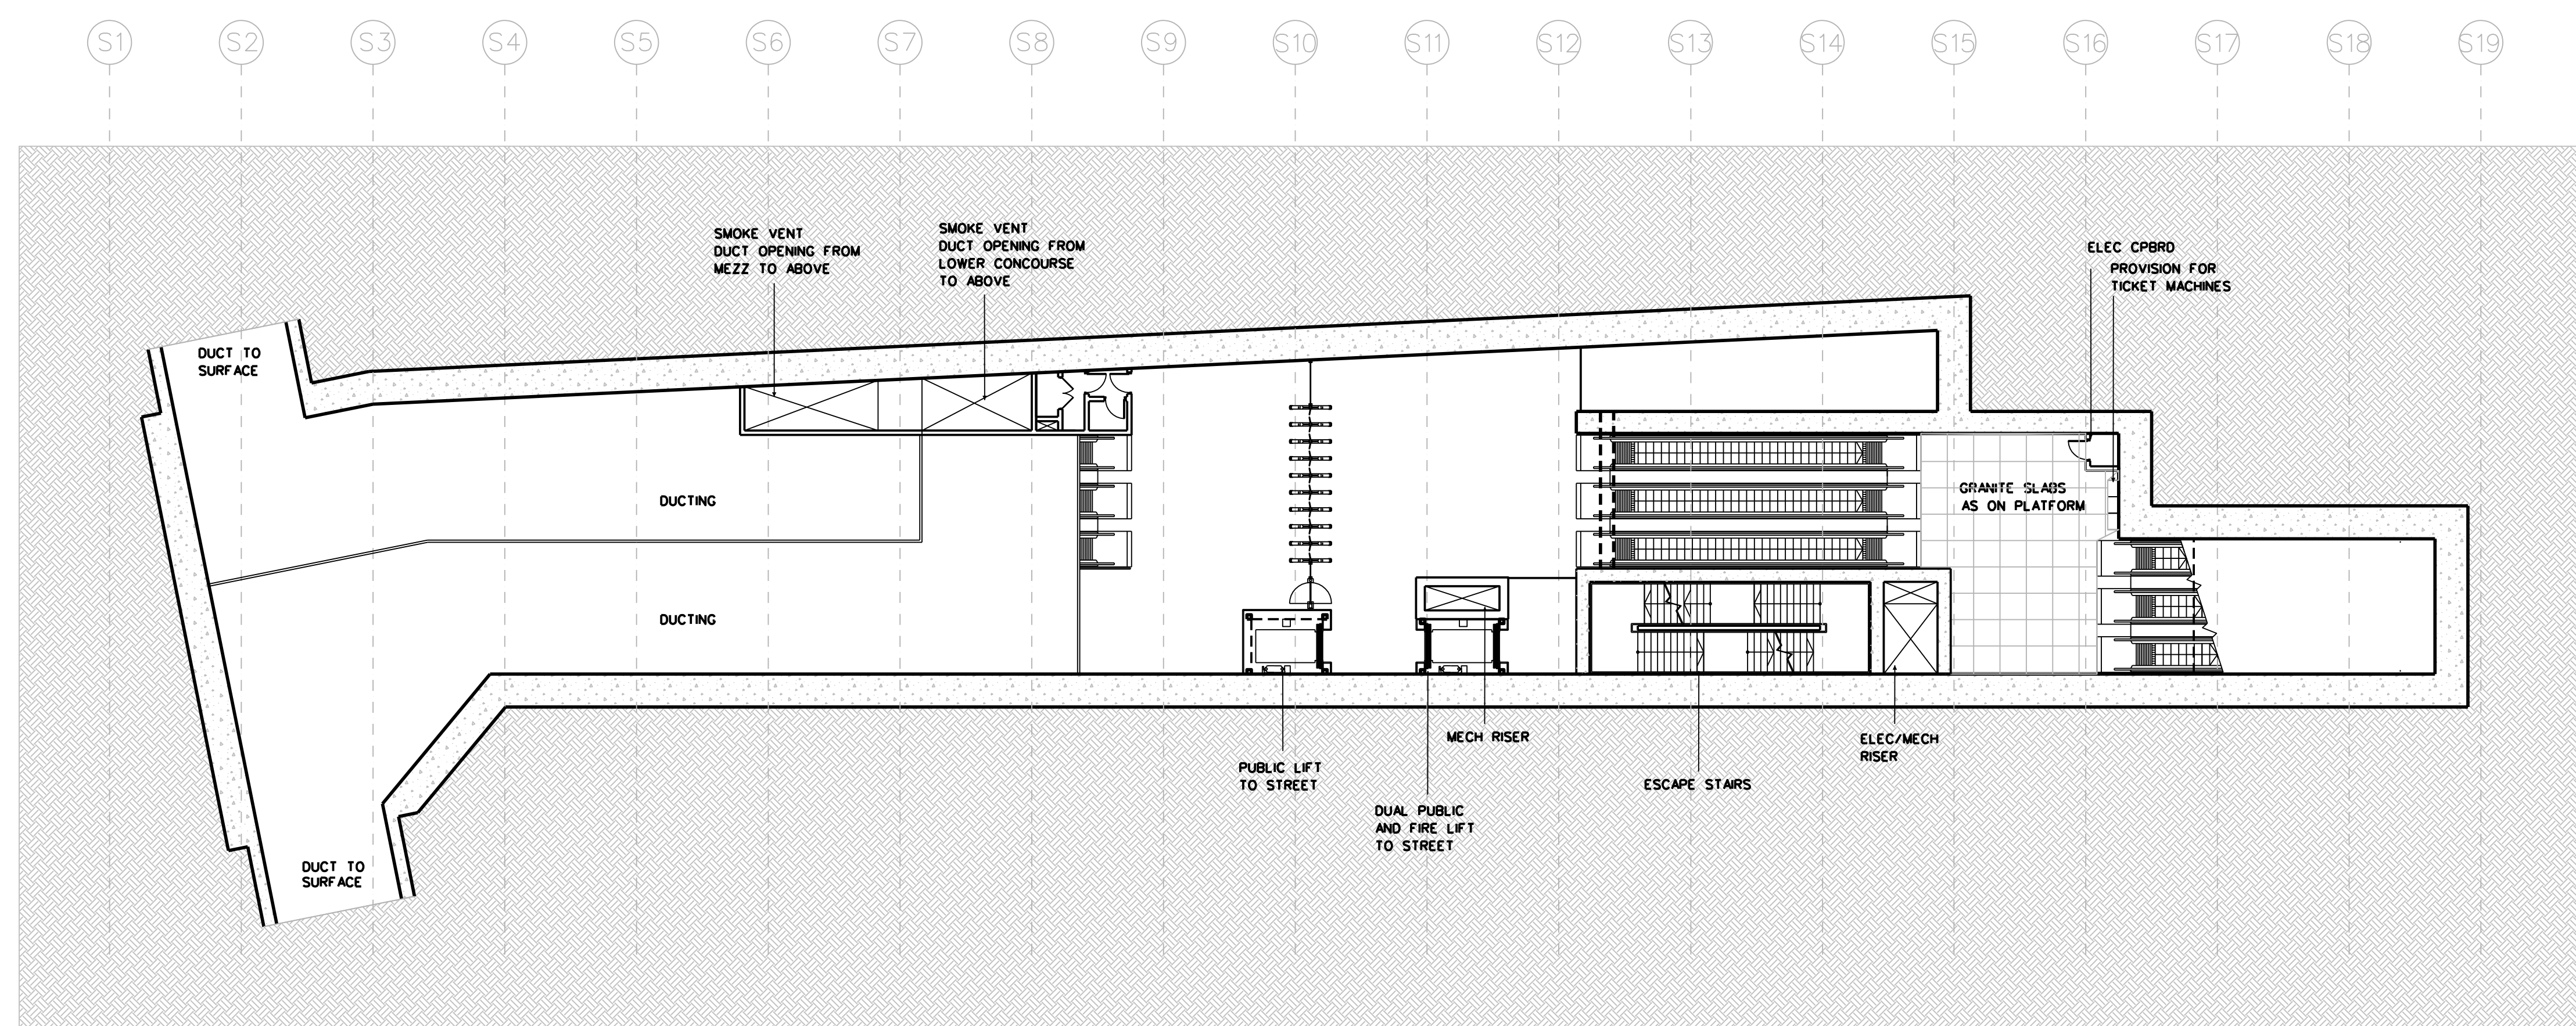 S1 S2 S3 S4 S5 S6 S7 S8 S9 S10 S11 S12 S13 S14 S15 S16 S17 S18 S19
SMOKE VENT
DUCT OPENING FROM
MEZZ TO ABOVE
SMOKE VENT
DUCT OPENING FROM
LOWER CONCOURSE
TO ABOVE
ELEC CPBRD
PROVISION FOR
TICKET MACHINES
DUCT TO
SURFACE
DUCTING
GRANITE SLABS
AS ON PLATFORM
DUCTING
MECH RISER
ELEC/MECH
RISER
PUBLIC LIFT
TO STREET
ESCAPE STAIRS
DUAL PUBLIC
AND FIRE LIFT
TO STREET
DUCT TO
SURFACE